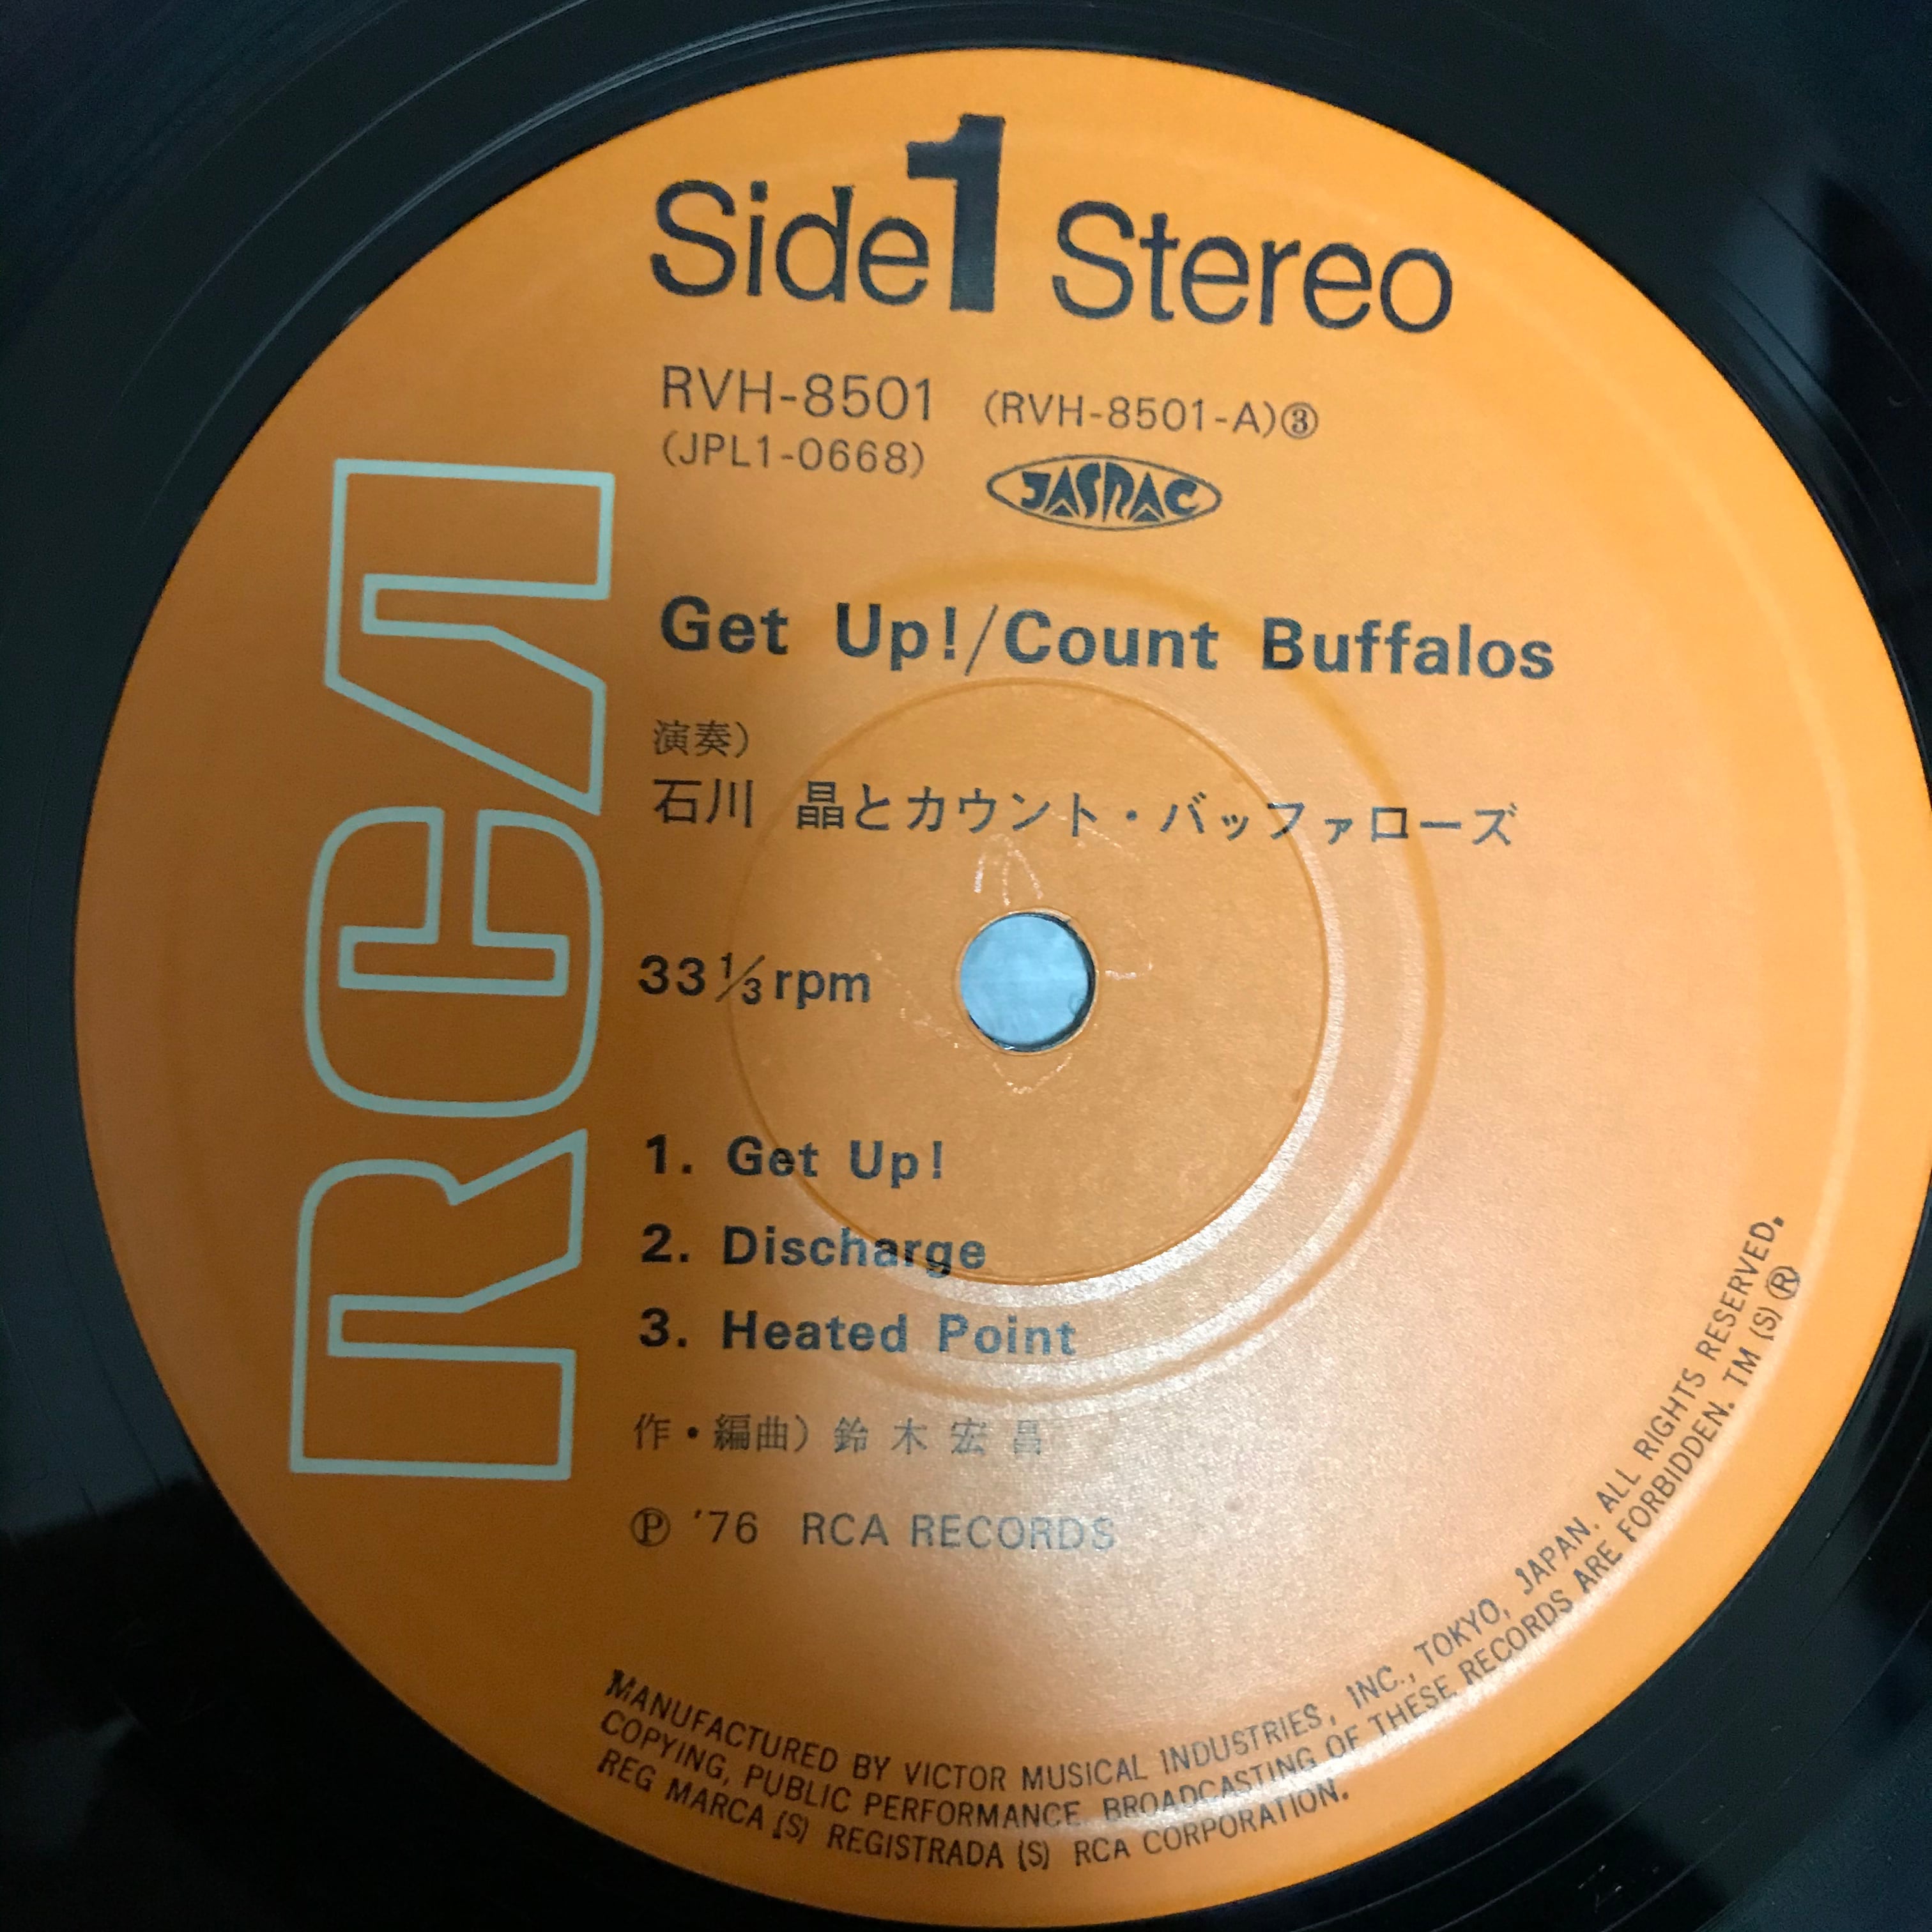 Side 1 Stereo
RVH-8501 (RVH-8501-A)③
(JPL1-0668)
JASRAC
RCA
Get Up!/Count Buffalos
演奏)
石川 晶とカウント・バッファローズ
33⅓rpm
1. Get Up!
2. Discharge
3. Heated Point
作・編曲) 鈴木宏昌
Ⓟ '76 RCA RECORDS
MANUFACTURED BY VICTOR MUSICAL INDUSTRIES, INC., TOKYO, JAPAN. ALL RIGHTS RESERVED.
COPYING, PUBLIC PERFORMANCE BROADCASTING OF THESE RECORDS ARE FORBIDDEN. TM (S) ®
REG MARCA (S) REGISTRADA (S) RCA CORPORATION.